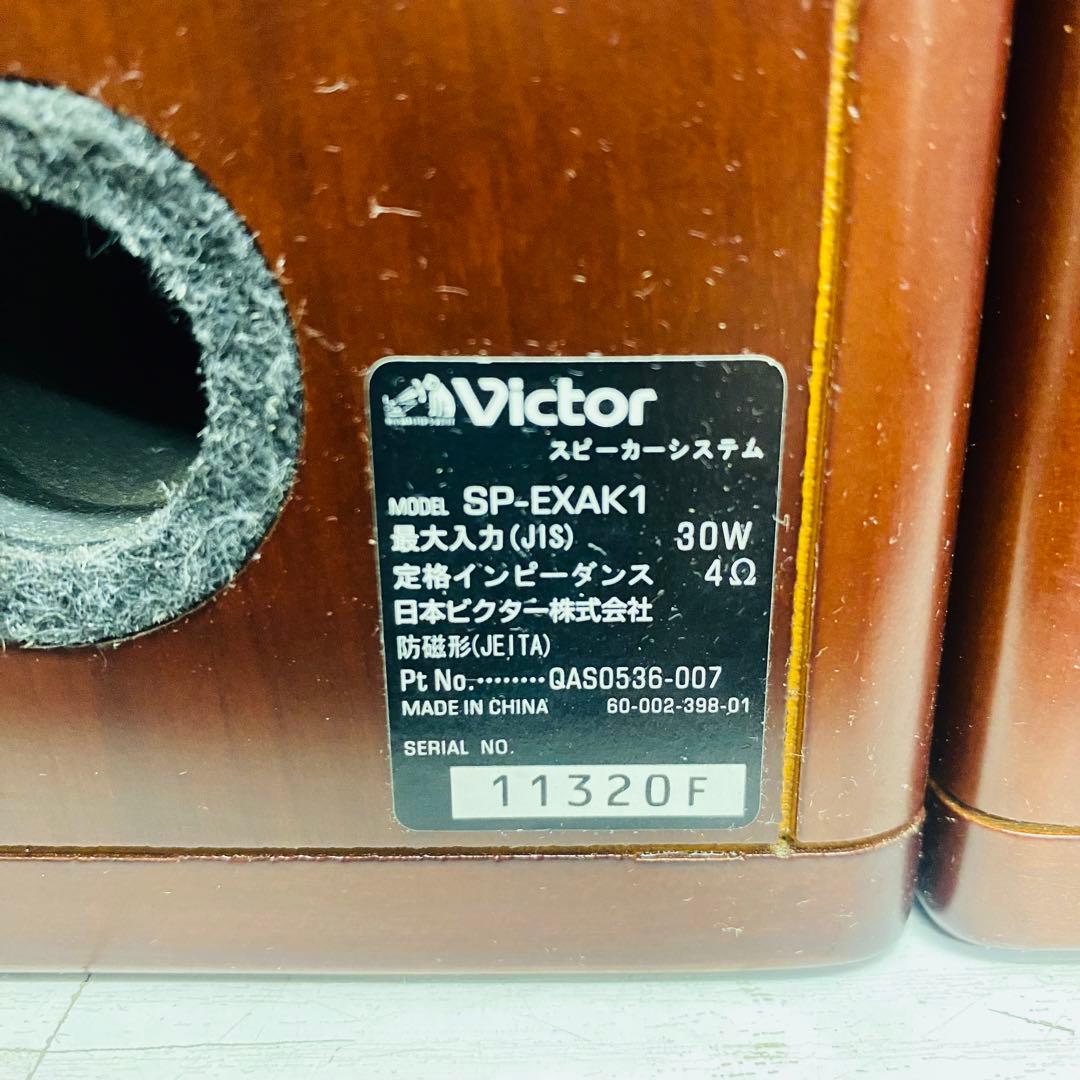 Victor
スピーカーシステム
MODEL SP-EXAK1
最大入力(JIS) 30W
定格インピーダンス 4Ω
日本ビクター株式会社
防磁形(JEITA)
Pt No.········· QAS0536-007
MADE IN CHINA 60-002-398-01
SERIAL NO.
11320F